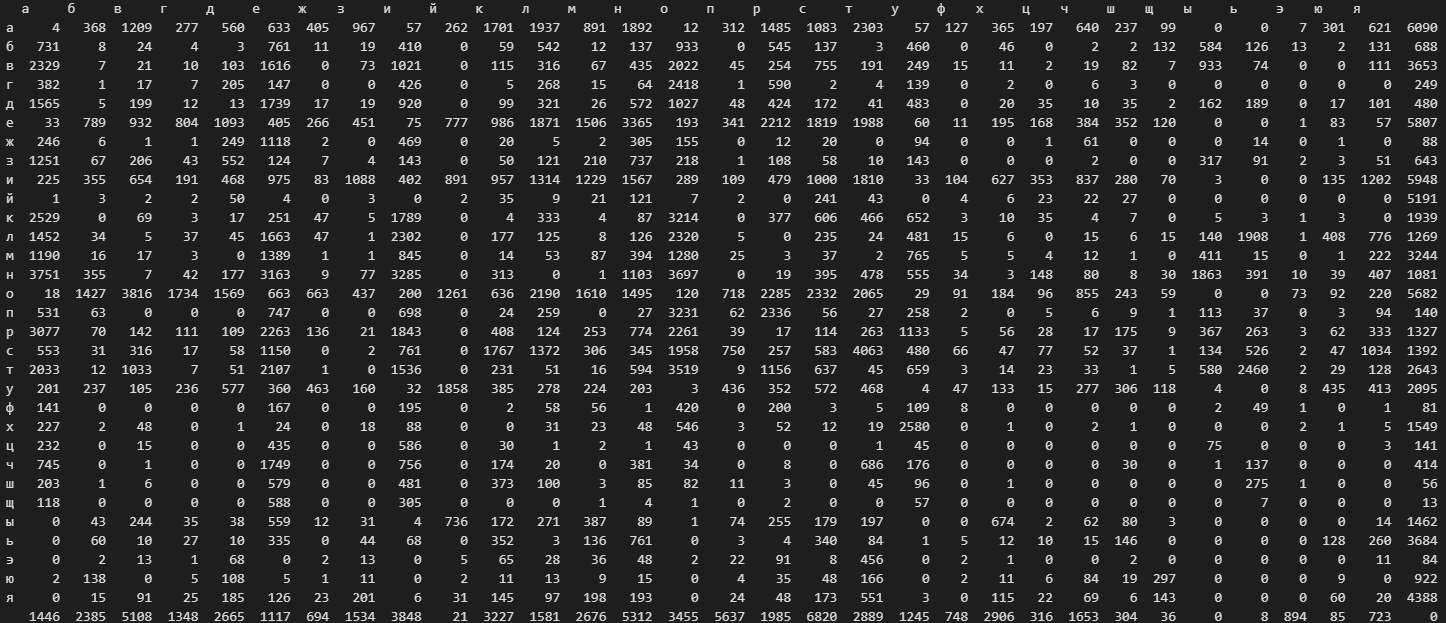 а б в г д е ж з и й к л м н о п р с т у ф х ц ч ш щ ы ь э ю я
а 4 368 1209 277 560 633 405 967 57 262 1701 1937 891 1892 12 312 1485 1083 2303 57 127 365 197 640 237 99 0 0 7 301 621 6090
б 731 8 24 4 3 761 11 19 410 0 59 542 12 137 933 0 545 137 3 460 0 46 0 2 2 132 584 126 13 2 131 688
в 2329 7 21 10 103 1616 0 73 1021 0 115 316 67 435 2022 45 254 755 191 249 15 11 2 19 82 7 933 74 0 0 111 3653
г 382 1 17 7 205 147 0 0 426 0 5 268 15 64 2418 1 590 2 4 139 0 2 0 6 3 0 0 0 0 0 0 249
д 1565 5 199 12 13 1739 17 19 920 0 99 321 26 572 1027 48 424 172 41 483 0 20 35 10 35 2 162 189 0 17 101 480
е 33 789 932 804 1093 405 266 451 75 777 986 1871 1506 3365 193 341 2212 1819 1988 60 11 195 168 384 352 120 0 0 1 83 57 5807
ж 246 6 1 1 249 1118 2 0 469 0 20 5 2 305 155 0 12 20 0 94 0 0 1 61 0 0 0 14 0 1 0 88
з 1251 67 206 43 552 124 7 4 143 0 50 121 210 737 218 1 108 58 10 143 0 0 0 2 0 0 317 91 2 3 51 643
и 225 355 654 191 468 975 83 1088 402 891 957 1314 1229 1567 289 109 479 1000 1810 33 104 627 353 837 280 70 3 0 0 135 1202 5948
й 1 3 2 2 50 4 0 3 0 2 35 9 21 121 7 2 0 241 43 0 4 6 23 22 27 0 0 0 0 0 0 5191
к 2529 0 69 3 17 251 47 5 1789 0 4 333 4 87 3214 0 377 606 466 652 3 10 35 4 7 0 5 3 1 3 0 1939
л 1452 34 5 37 45 1663 47 1 2302 0 177 125 8 126 2320 5 0 235 24 481 15 6 0 15 6 15 140 1908 1 408 776 1269
м 1190 16 17 3 0 1389 1 1 845 0 14 53 87 394 1280 25 3 37 2 765 5 5 4 12 1 0 411 15 0 1 222 3244
н 3751 355 7 42 177 3163 9 77 3285 0 313 0 1 1103 3697 0 19 395 478 555 34 3 148 80 8 30 1863 391 10 39 407 1081
о 18 1427 3816 1734 1569 663 663 437 200 1261 636 2190 1610 1495 120 718 2285 2332 2065 29 91 184 96 855 243 59 0 0 73 92 220 5682
п 531 63 0 0 0 747 0 0 698 0 24 259 0 27 3231 62 2336 56 27 258 2 0 5 6 9 1 113 37 0 3 94 140
р 3077 70 142 111 109 2263 136 21 1843 0 408 124 253 774 2261 39 17 114 263 1133 5 56 28 17 175 9 367 263 3 62 333 1327
с 553 31 316 17 58 1150 0 2 761 0 1767 1372 306 345 1958 750 257 583 4063 480 66 47 77 52 37 1 134 526 2 47 1034 1392
т 2033 12 1033 7 51 2107 1 0 1536 0 231 51 16 594 3519 9 1156 637 45 659 3 14 23 33 1 5 580 2460 2 29 128 2643
у 201 237 105 236 577 360 463 160 32 1858 385 278 224 203 3 436 352 572 468 4 47 133 15 277 306 118 4 0 8 435 413 2095
ф 141 0 0 0 0 167 0 0 195 0 2 58 56 1 420 0 200 3 5 109 8 0 0 0 0 0 2 49 1 0 1 81
х 227 2 48 0 1 24 0 18 88 0 0 31 23 48 546 3 52 12 19 2580 0 1 0 2 1 0 0 0 2 1 5 1549
ц 232 0 15 0 0 435 0 0 586 0 30 1 2 1 43 0 0 0 1 45 0 0 0 0 0 0 75 0 0 0 3 141
ч 745 0 1 0 0 1749 0 0 756 0 174 20 0 381 34 0 8 0 686 176 0 0 0 0 30 0 1 137 0 0 0 414
ш 203 1 6 0 0 579 0 0 481 0 373 100 3 85 82 11 3 0 45 96 0 1 0 0 0 0 0 275 1 0 0 56
щ 118 0 0 0 0 588 0 0 305 0 0 0 1 4 1 0 2 0 0 57 0 0 0 0 0 0 0 7 0 0 0 13
ы 0 43 244 35 38 559 12 31 4 736 172 271 387 89 1 74 255 179 197 0 0 674 2 62 80 3 0 0 0 0 14 1462
ь 0 60 10 27 10 335 0 44 68 0 352 3 136 761 0 3 4 340 84 1 5 12 10 15 146 0 0 0 0 128 260 3684
э 0 2 13 1 68 0 2 13 0 5 65 28 36 48 2 22 91 8 456 0 2 1 0 0 2 0 0 0 0 0 11 84
ю 2 138 0 5 108 5 1 11 0 2 11 13 9 15 0 4 35 48 166 0 2 11 6 84 19 297 0 0 0 9 0 922
я 0 15 91 25 185 126 23 201 6 31 145 97 198 193 0 24 48 173 551 3 0 115 22 69 6 143 0 0 0 60 20 4388
1446 2385 5108 1348 2665 1117 694 1534 3848 21 3227 1581 2676 5312 3455 5637 1985 6820 2889 1245 748 2906 316 1653 304 36 0 8 894 85 723 0